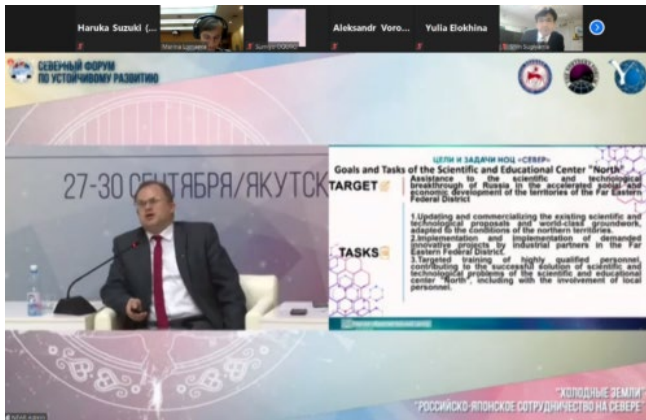 Haruka Suzuki (...
Aleksandr Voro...
Yulia Elokhina
Marina Lomaeva
СЕВЕРНЫЙ ФОРУМ
ПО УСТОЙЧИВОМУ РАЗВИТИЮ
27-30 СЕНТЯБРЯ/ЯКУТСК
ЦЕЛИ И ЗАДАЧИ НОЦ «СЕВЕР»
Goals and Tasks of the Scientific and Educational Center "North"
TARGET
Assistance to the scientific and technological
breakthrough of Russia in the accelerated social and
economic development of the territories of the Far Eastern
Federal District
TASKS
1.Updating and commercializing the existing scientific and
technological proposals and world-class groundwork,
adapted to the conditions of the northern territories.
2.Implementation and implementation of demanded
innovative projects by industrial partners in the Far
Eastern Federal District.
3.Targeted training of highly qualified personnel,
contributing to the successful solution of scientific and
technological problems of the scientific and educational
center "North", including with the involvement of local
personnel.
"ХОЛОДНЫЕ ЗЕМЛИ"
"РОССИЙСКО-ЯПОНСКОЕ СОТРУДНИЧЕСТВО НА СЕВЕРЕ"